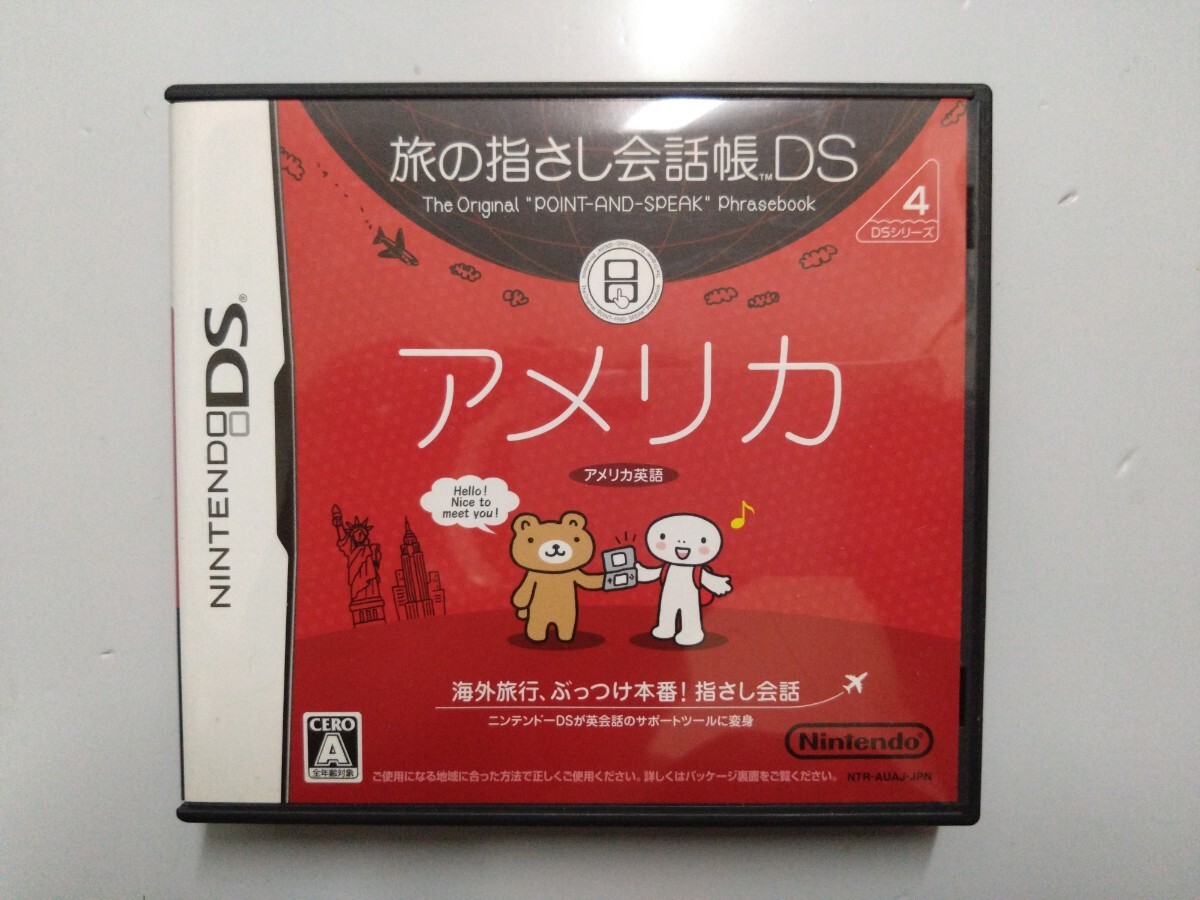 NINTENDO DS®
旅の指さし会話帳™DS
The Original "POINT-AND-SPEAK" Phrasebook
4
DSシリーズ
アメリカ
アメリカ英語
Hello!
Nice to
meet you!
海外旅行、ぶっつけ本番！指さし会話
ニンテンドーDSが英会話のサポートツールに変身
CERO
A
全年齢対象
Nintendo®
ご使用になる地域に合った方法で正しくご使用ください。詳しくはパッケージ裏面をご覧ください。
NTR-AUAJ-JPN